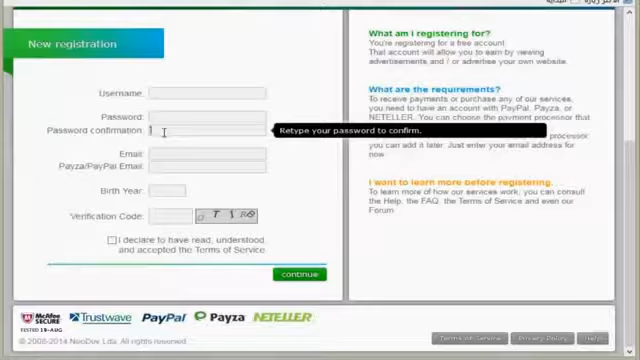 New registration
Username:
Password:
Password confirmation:
Retype your password to confirm.
Email:
Payza/PayPal Email:
Birth Year:
Verification Code:
I declare to have read, understood
and accepted the Terms of Service.
continue
What am I registering for?
You're registering for a free account.
That account will allow you to earn by viewing
advertisements and / or advertise your own website.
What are the requirements?
To receive payments or purchase any of our services,
you need to have an account with PayPal, Payza, or
NETELLER. You can choose the payment processor that
processor
you can add it later. Just enter your email address for
now.
I want to learn more before registering.
To learn more of how our services work, you can consult
the Help, the FAQ, the Terms of Service and even our
Forum
McAfee
SECURE
TESTED 19-AUG
Trustwave
PayPal
Payza
NETELLER
© 2008-2014 NeoDev, Lda. All rights reserved.
Terms of Service
Privacy Policy
Help